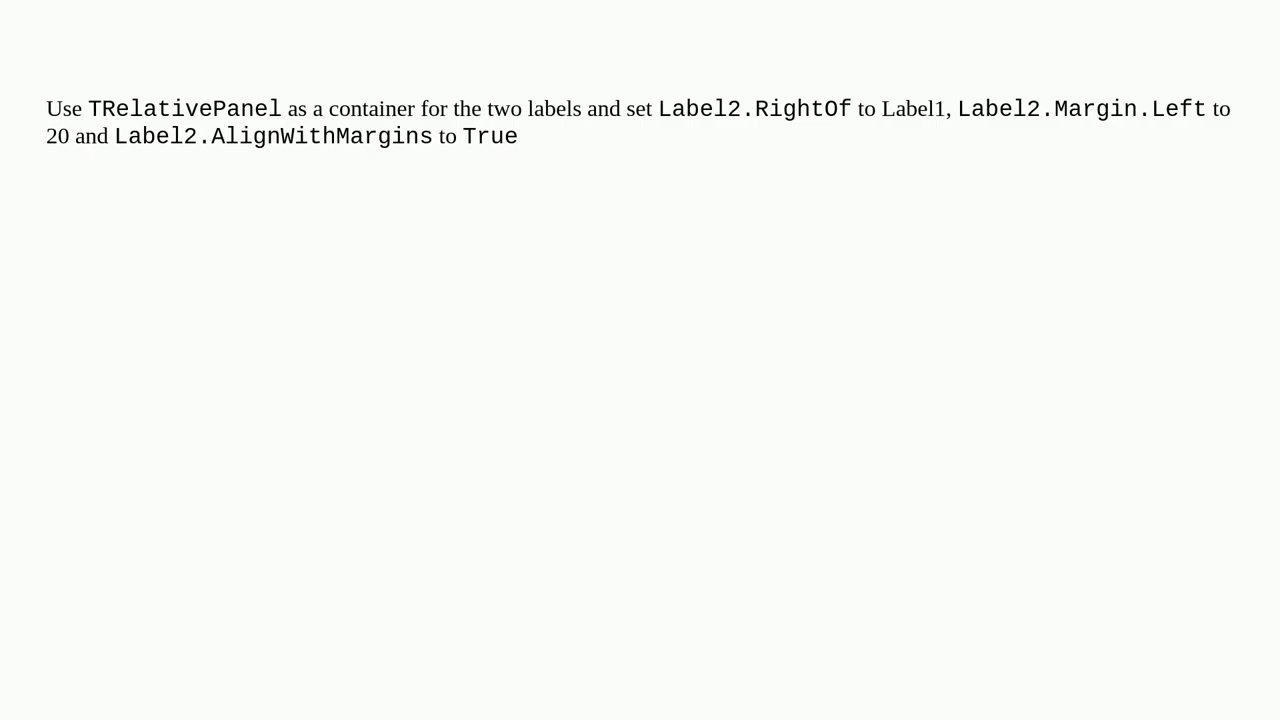 Use TRelativePanel as a container for the two labels and set Label2.RightOf to Label1, Label2.Margin.Left to
20 and Label2.AlignWithMargins to True